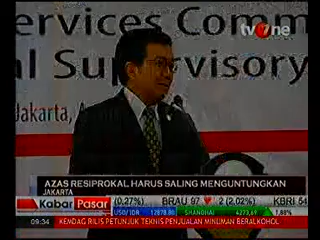 ervices Comm
tvOne
al Supervisory
Jakarta, A
AZAS RESIPROKAL HARUS SALING MENGUNTUNGKAN
JAKARTA
Kabar Pasar
(0,27%) BRAU 97 2 (2,02%) KBRI 54
USD/IDR 12878,80 SHANGHAI 4273,69 1,88%
09:34 KEMDAG RILIS PETUNJUK TEKNIS PENJUALAN MINUMAN BERALKOHOL